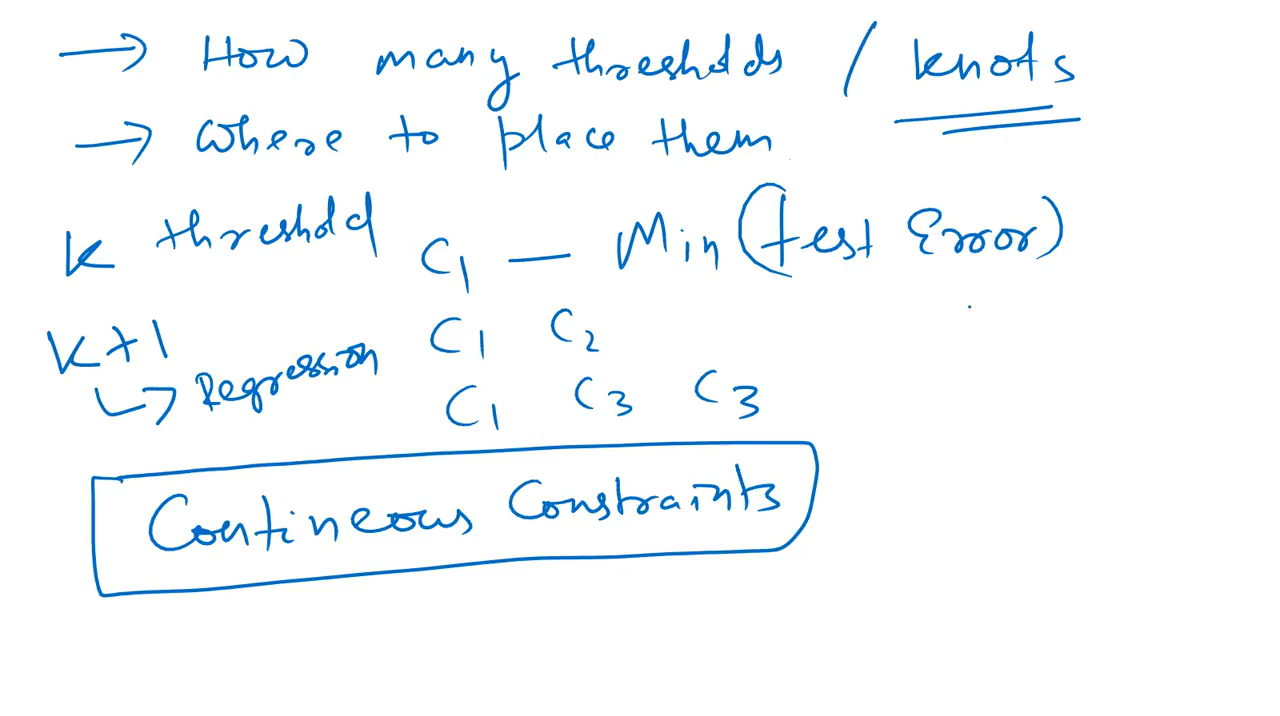 → How many thresholds / knots
→ Where to place them
K threshold C1 — Min (test Error)
K+1 C1 C2
↳ Regression C1 C3 C3
Contineous Constraints